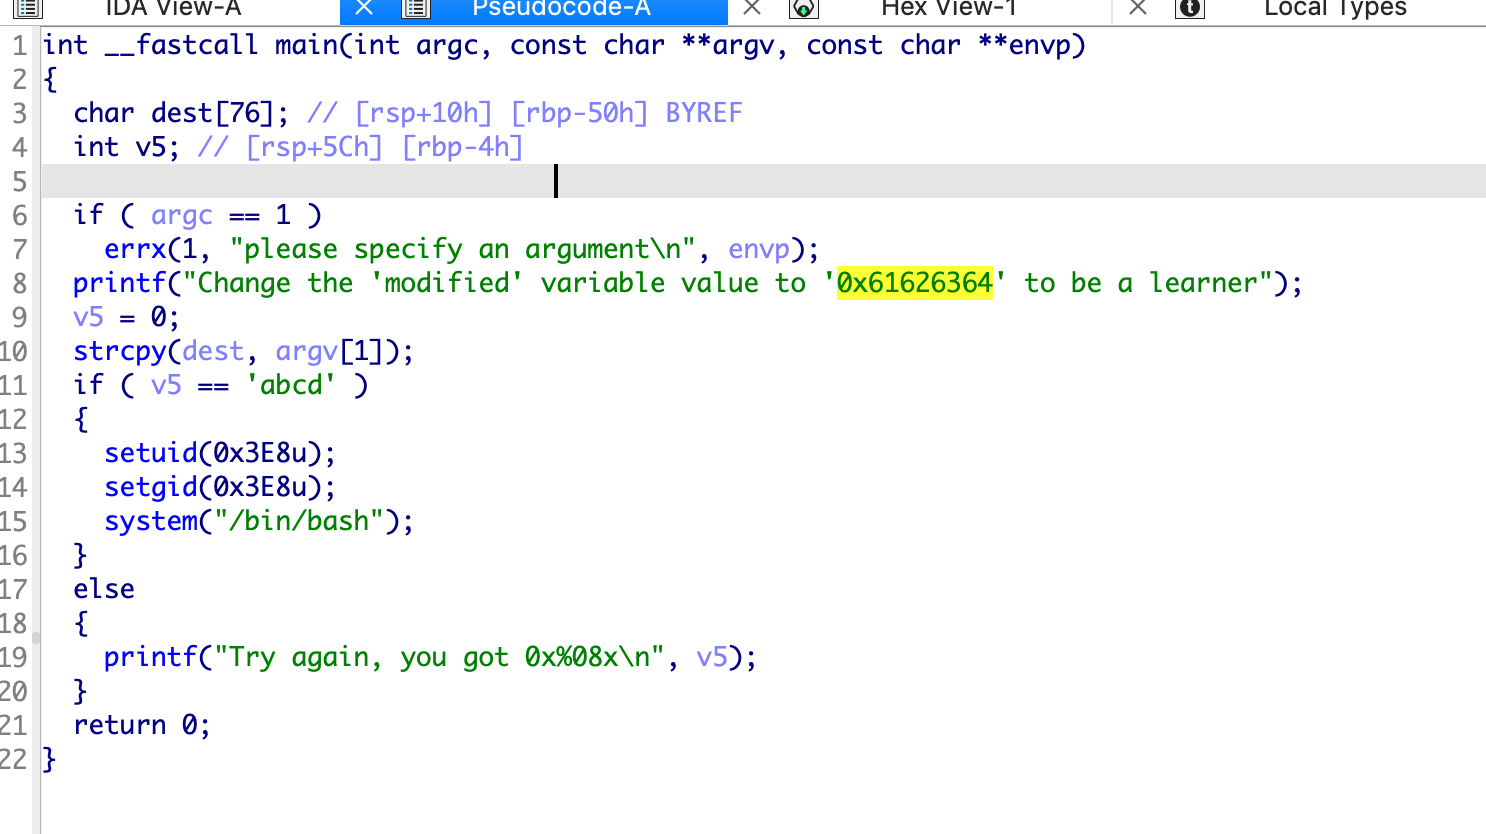 IDA View-A Pseudocode-A Hex View-1 Local Types
1 int __fastcall main(int argc, const char **argv, const char **envp)
2 {
3   char dest[76]; // [rsp+10h] [rbp-50h] BYREF
4   int v5; // [rsp+5Ch] [rbp-4h]
5
6   if ( argc == 1 )
7     errx(1, "please specify an argument\n", envp);
8   printf("Change the 'modified' variable value to '0x61626364' to be a learner");
9   v5 = 0;
10   strcpy(dest, argv[1]);
11   if ( v5 == 'abcd' )
12   {
13     setuid(0x3E8u);
14     setgid(0x3E8u);
15     system("/bin/bash");
16   }
17   else
18   {
19     printf("Try again, you got 0x%08x\n", v5);
20   }
21   return 0;
22 }